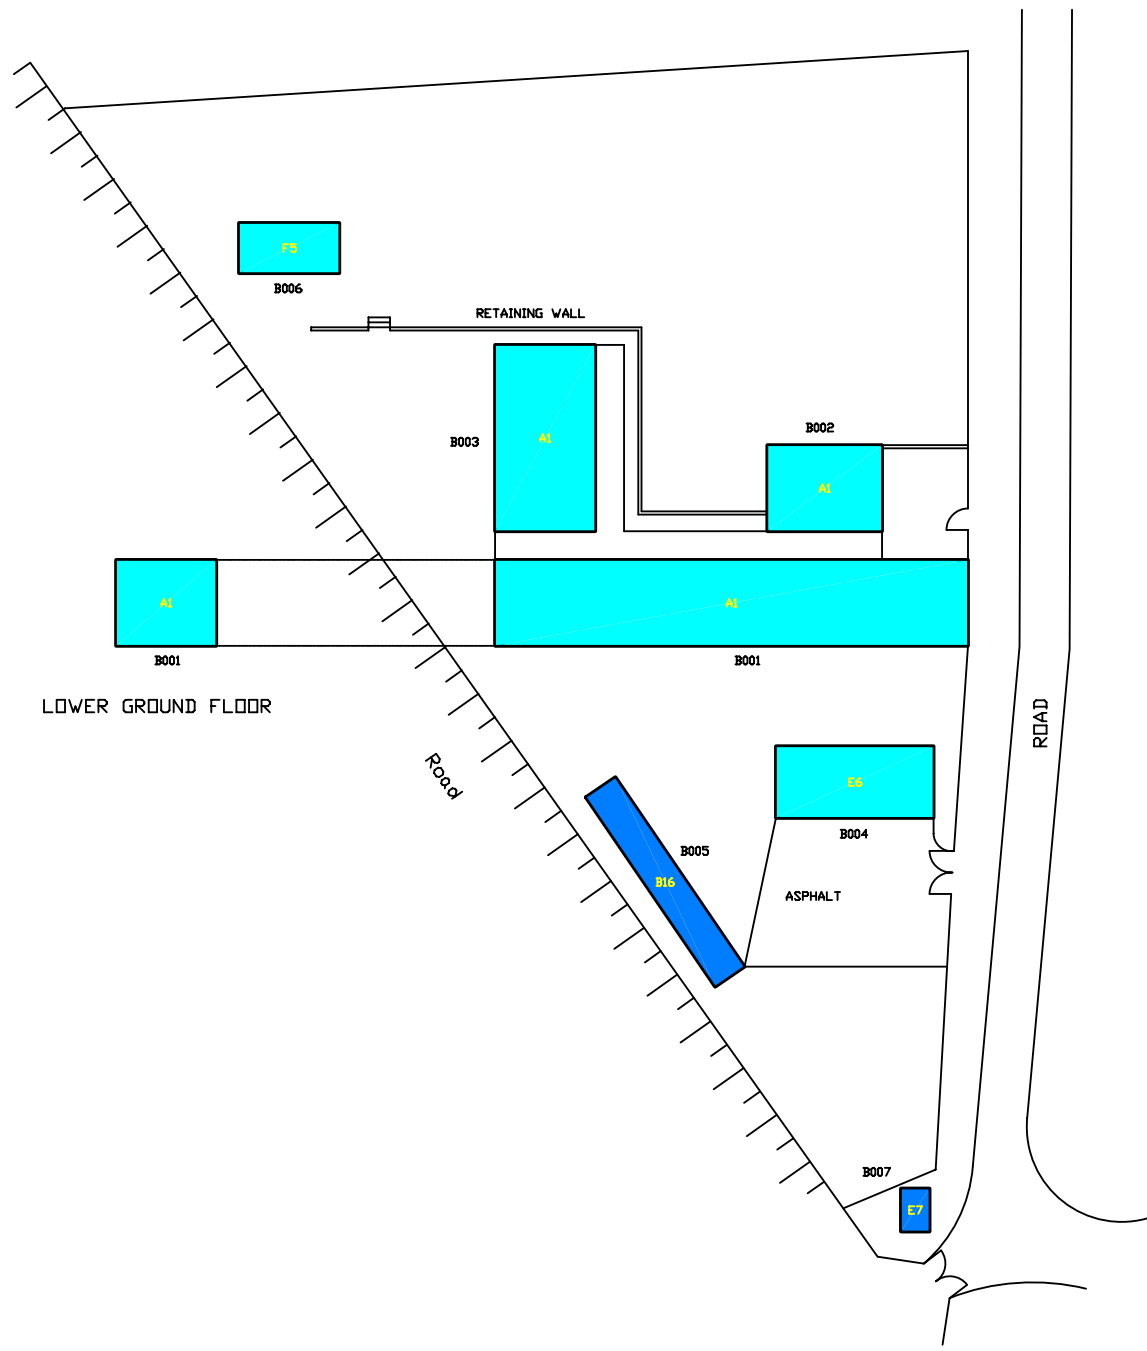 F5
B006
RETAINING WALL
B002
B003
A1
A1
A1
A1
B001
B001
LOWER GROUND FLOOR
ROAD
Road
E6
B004
B005
B16
ASPHALT
B007
E7